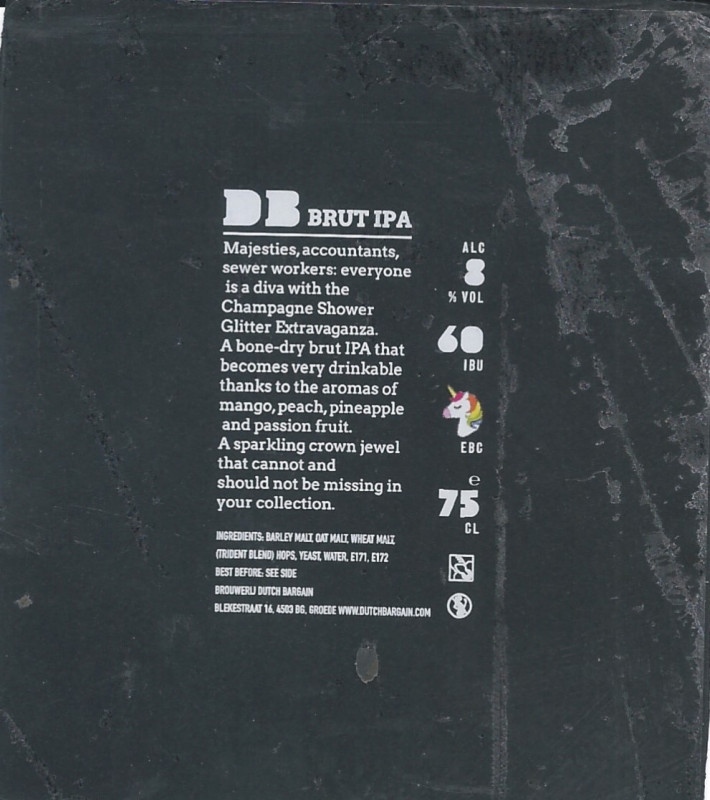 DB BRUT IPA
Majesties, accountants,
sewer workers: everyone
is a diva with the
Champagne Shower
Glitter Extravaganza.
A bone-dry brut IPA that
becomes very drinkable
thanks to the aromas of
mango, peach, pineapple
and passion fruit.
A sparkling crown jewel
that cannot and
should not be missing in
your collection.
INGREDIENTS: BARLEY MALT, OAT MALT, WHEAT MALT,
(TRIDENT BLEND) HOPS, YEAST, WATER, E171, E172
BEST BEFORE: SEE SIDE
BROUWERIJ DUTCH BARGAIN
BLEKESTRAAT 16, 4503 BG, GROEDE WWW.DUTCHBARGAIN.COM
ALC
8
% VOL
60
IBU
EBC
e
75
CL